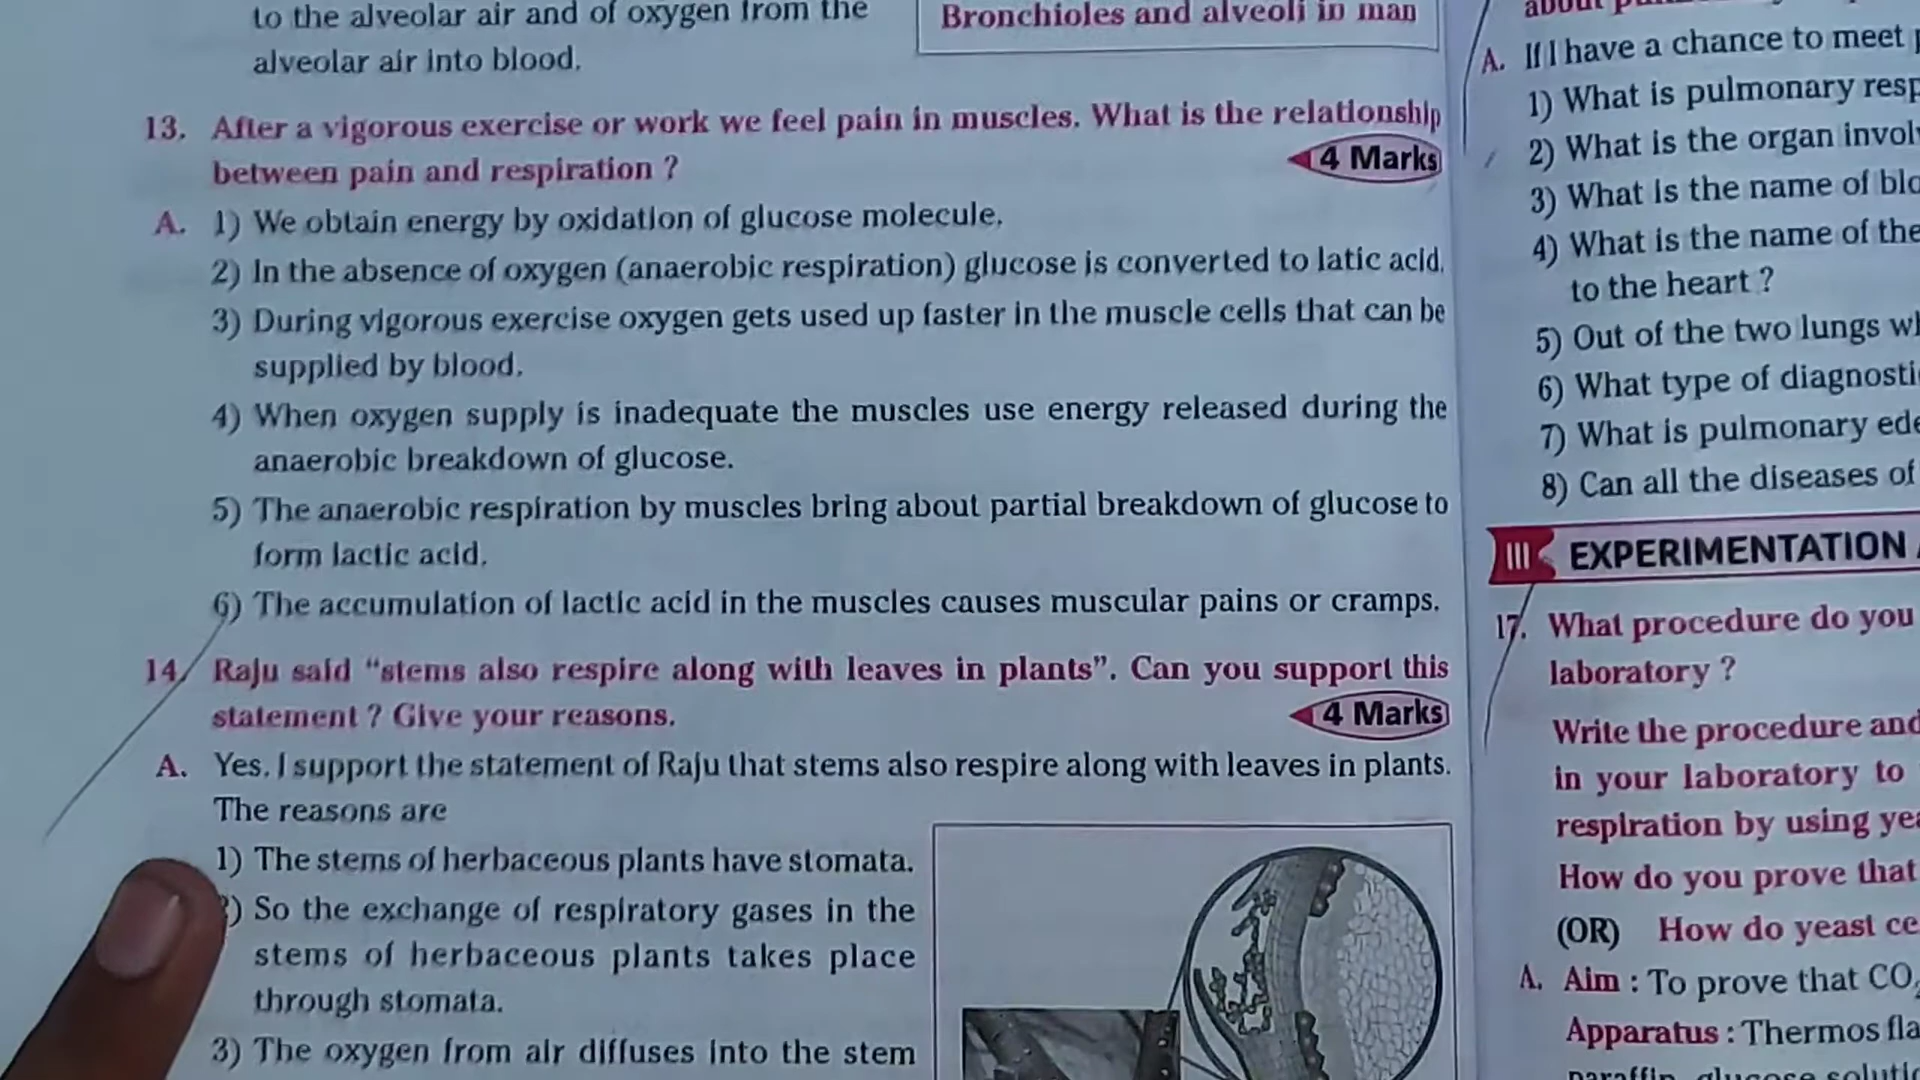 to the alveolar air and of oxygen from the
alveolar air into blood.
Bronchioles and alveoli in man
13. After a vigorous exercise or work we feel pain in muscles. What is the relationship
between pain and respiration ?
4 Marks
A. 1) We obtain energy by oxidation of glucose molecule.
2) In the absence of oxygen (anaerobic respiration) glucose is converted to latic acid.
3) During vigorous exercise oxygen gets used up faster in the muscle cells that can be
supplied by blood.
4) When oxygen supply is inadequate the muscles use energy released during the
anaerobic breakdown of glucose.
5) The anaerobic respiration by muscles bring about partial breakdown of glucose to
form lactic acid.
6) The accumulation of lactic acid in the muscles causes muscular pains or cramps.
14. Raju said “stems also respire along with leaves in plants”. Can you support this
statement ? Give your reasons.
4 Marks
A. Yes. I support the statement of Raju that stems also respire along with leaves in plants.
The reasons are
1) The stems of herbaceous plants have stomata.
) So the exchange of respiratory gases in the
stems of herbaceous plants takes place
through stomata.
3) The oxygen from air diffuses into the stem
about
A. If I have a chance to meet
1) What is pulmonary resp
2) What is the organ invol
3) What is the name of blo
4) What is the name of the
to the heart ?
5) Out of the two lungs wh
6) What type of diagnosti
7) What is pulmonary ede
8) Can all the diseases of
III EXPERIMENTATION
17. What procedure do you
laboratory ?
Write the procedure and
in your laboratory to
respiration by using yea
How do you prove that
(OR) How do yeast ce
A. Aim : To prove that CO₂
Apparatus : Thermos fla
paraffin, glucose soluti